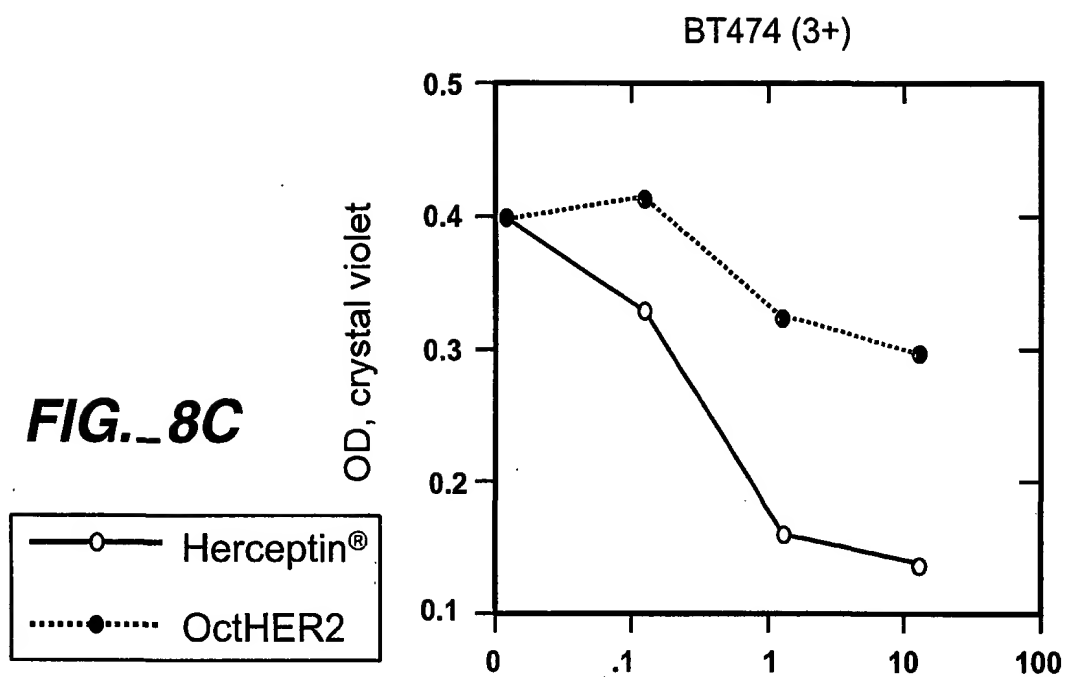 BT474 (3+)
0.5
0.4
0.3
0.2
0.1
OD, crystal violet
0 .1 1 10 100
FIG._8C
Herceptin®
OctHER2